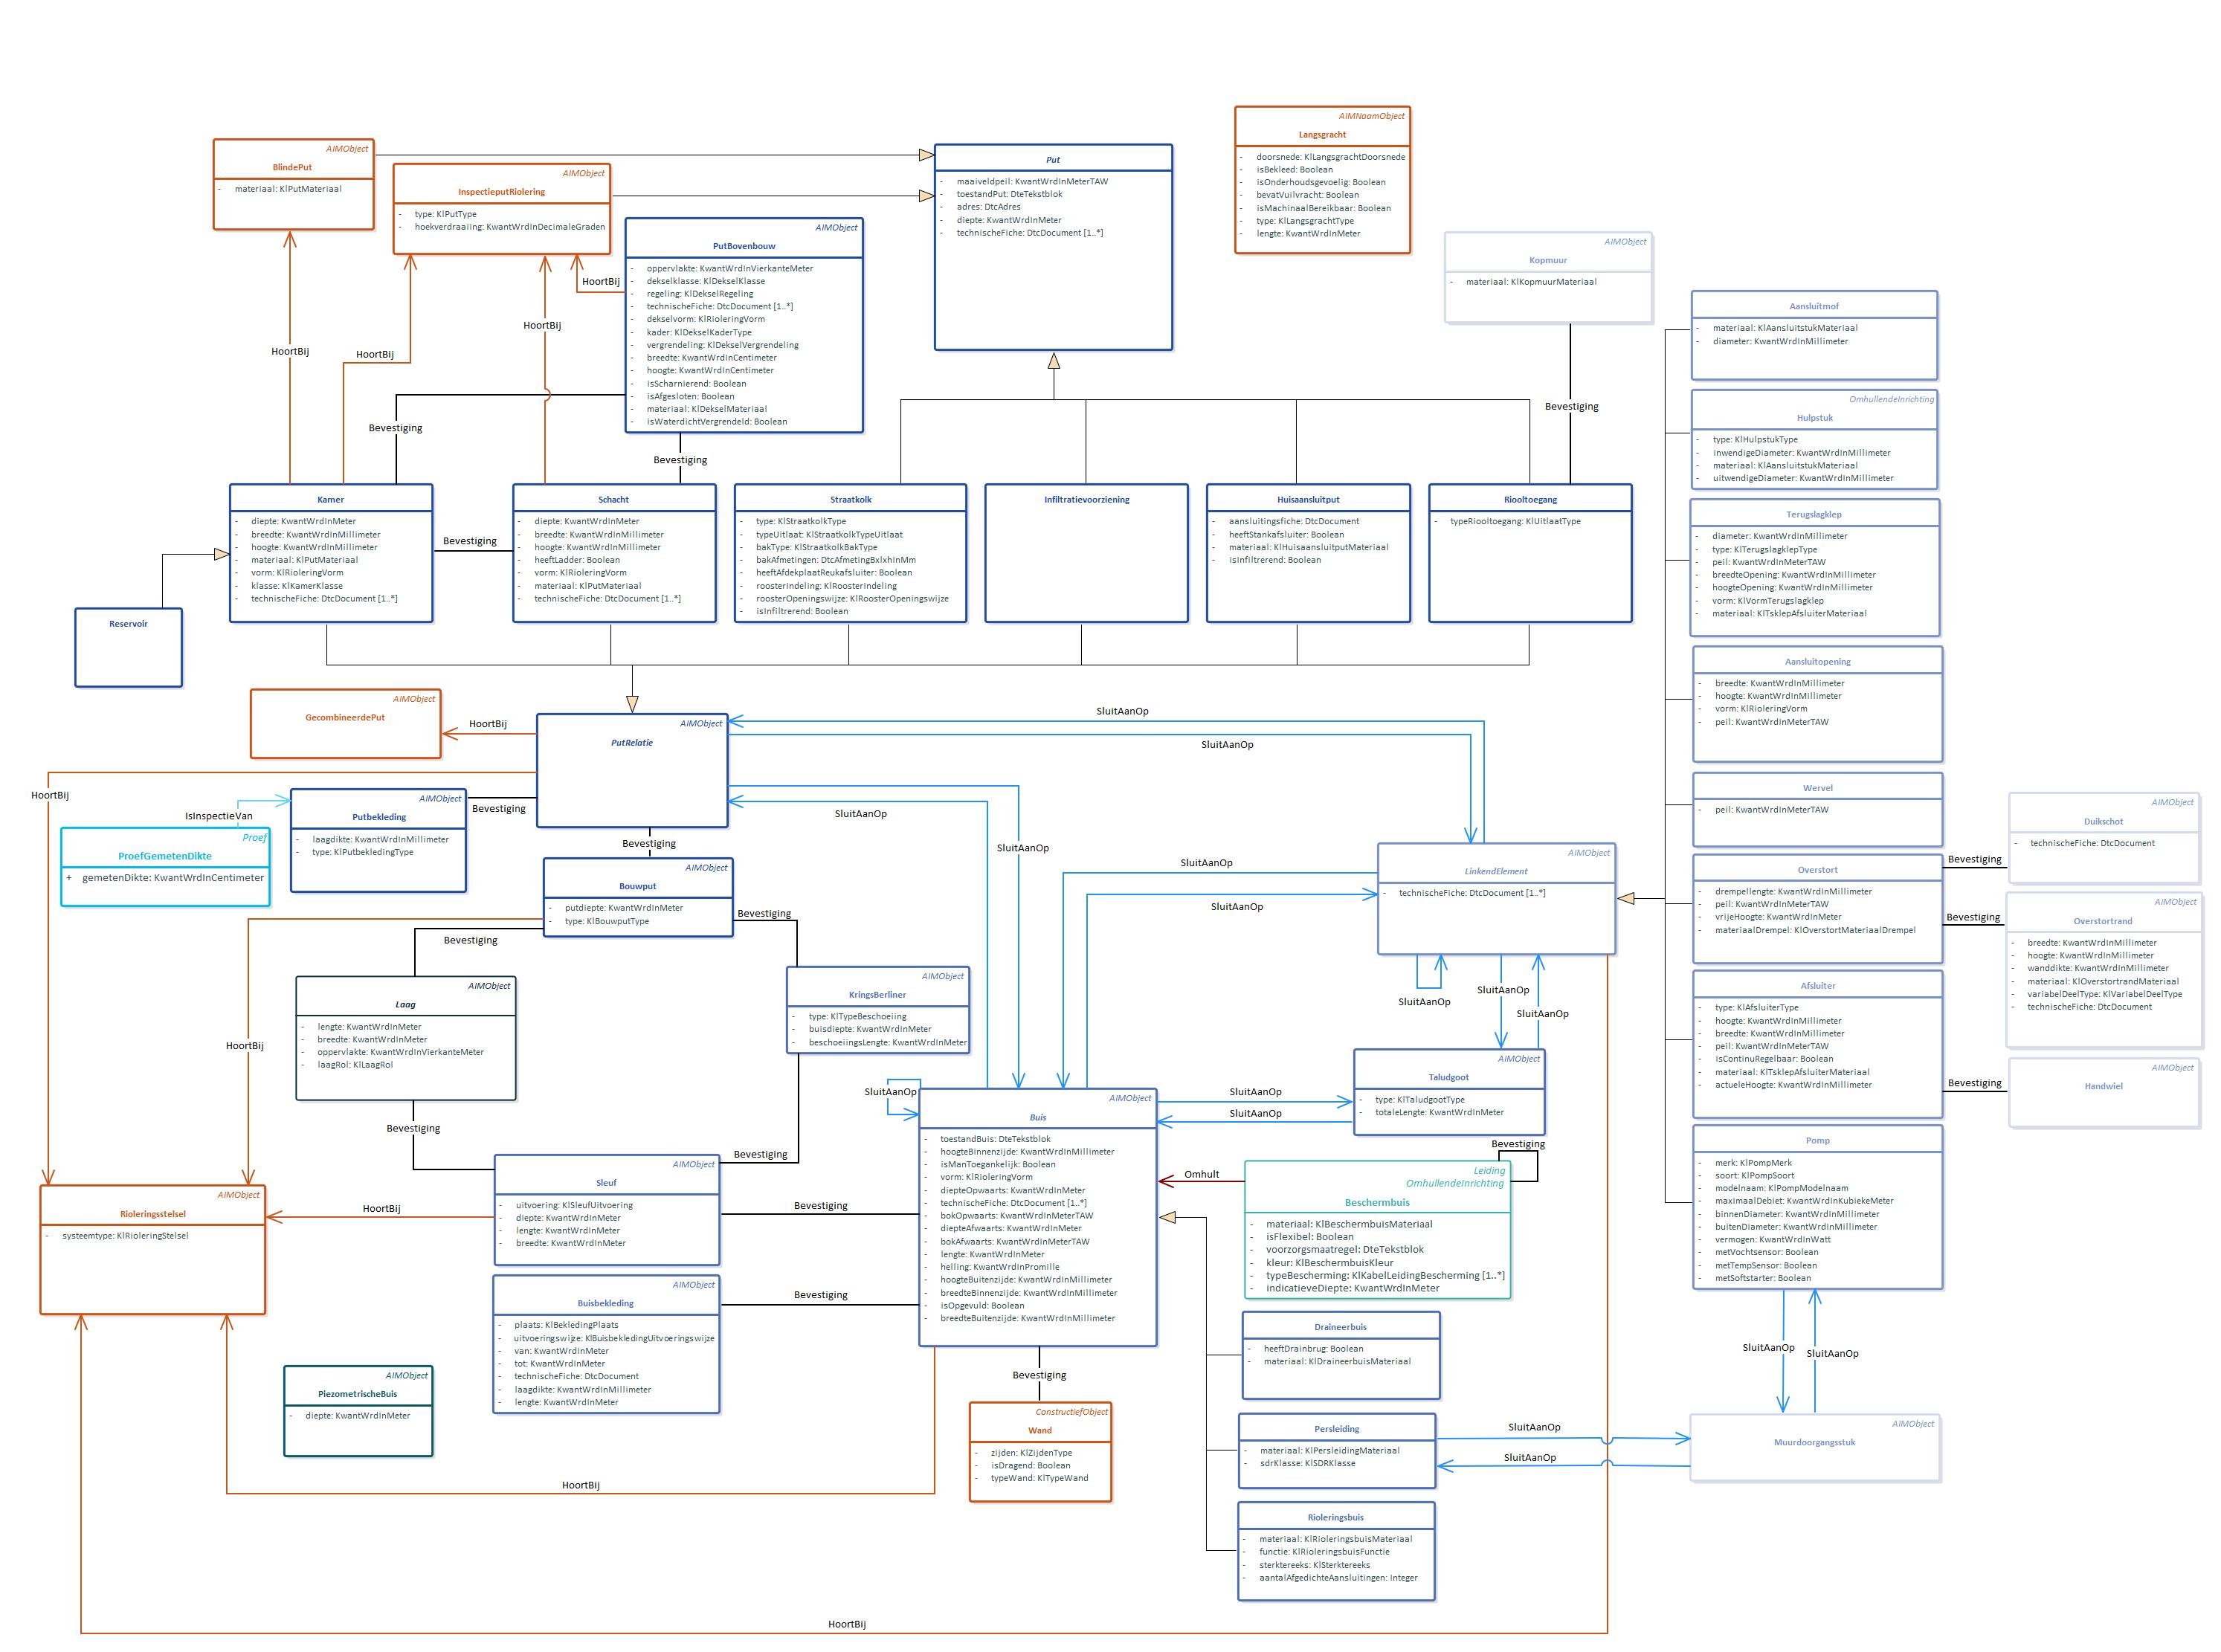 AIMObject
BlindePut
- materiaal: KlPutMateriaal
AIMObject
InspectieputRiolering
- type: KlPutType
- hoekverdraaiing: KwantWrdInDecimaleGraden
AIMObject
PutBovenbouw
- oppervlakte: KwantWrdInVierkanteMeter
- dekselklasse: KlDekselKlasse
- regeling: KlDekselRegeling
- technischeFiche: DtcDocument [1..*]
- dekselvorm: KlRioleringVorm
- kader: KlDekselKaderType
- vergrendeling: KlDekselVergrendeling
- breedte: KwantWrdInCentimeter
- hoogte: KwantWrdInCentimeter
- isScharnierend: Boolean
- isAfgesloten: Boolean
- materiaal: KlDekselMateriaal
- isWaterdichtVergrendeld: Boolean
Put
- maaiveldpeil: KwantWrdInMeterTAW
- toestandPut: DteTekstblok
- adres: DtcAdres
- diepte: KwantWrdInMeter
- technischeFiche: DtcDocument [1..*]
AIMNaamObject
Langsgracht
- doorsnede: KlLangsgrachtDoorsnede
- isBekleed: Boolean
- isOnderhoudsgevoelig: Boolean
- bevatVuilvracht: Boolean
- isMachinaalBereikbaar: Boolean
- type: KlLangsgrachtType
- lengte: KwantWrdInMeter
AIMObject
Kopmuur
- materiaal: KlKopmuurMateriaal
HoortBij
HoortBij
HoortBij
HoortBij
Bevestiging
Bevestiging
Bevestiging
Kamer
- diepte: KwantWrdInMeter
- breedte: KwantWrdInMillimeter
- hoogte: KwantWrdInMillimeter
- materiaal: KlPutMateriaal
- vorm: KlRioleringVorm
- klasse: KlKamerKlasse
- technischeFiche: DtcDocument [1..*]
Bevestiging
Schacht
- diepte: KwantWrdInMeter
- breedte: KwantWrdInMillimeter
- hoogte: KwantWrdInMillimeter
- heeftLadder: Boolean
- vorm: KlRioleringVorm
- materiaal: KlPutMateriaal
- technischeFiche: DtcDocument [1..*]
Straatkolk
- type: KlStraatkolkType
- typeUitlaat: KlStraatkolkTypeUitlaat
- bakType: KlStraatkolkBakType
- bakAfmetingen: DtcAfmetingBxlxhInMm
- heeftAfdekplaatReukafsluiter: Boolean
- roosterIndeling: KlRoosterIndeling
- roosterOpeningswijze: KlRoosterOpeningswijze
- isInfiltrerend: Boolean
Infiltratievoorziening
Huisaansluitput
- aansluitingsfiche: DtcDocument
- heeftStankafsluiter: Boolean
- materiaal: KlHuisaansluitputMateriaal
- isInfiltrerend: Boolean
Riooltoegang
- typeRiooltoegang: KlUitlaatType
Reservoir
AIMObject
GecombineerdePut
HoortBij
AIMObject
PutRelatie
SluitAanOp
SluitAanOp
SluitAanOp
SluitAanOp
HoortBij
Bevestiging
IsInspectieVan
AIMObject
Putbekleding
- laagdikte: KwantWrdInMillimeter
- type: KlPutbekledingType
Proef
ProefGemetenDikte
+ gemetenDikte: KwantWrdInCentimeter
Bevestiging
AIMObject
Bouwput
- putdiepte: KwantWrdInMeter
- type: KlBouwputType
Bevestiging
Bevestiging
AIMObject
Laag
- lengte: KwantWrdInMeter
- breedte: KwantWrdInMeter
- oppervlakte: KwantWrdInVierkanteMeter
- laagRol: KlLaagRol
HoortBij
Bevestiging
AIMObject
KringsBerliner
- type: KlTypeBeschoeiing
- buisdiepte: KwantWrdInMeter
- beschoeiingsLengte: KwantWrdInMeter
Bevestiging
SluitAanOp
SluitAanOp
AIMObject
LinkendElement
- technischeFiche: DtcDocument [1..*]
SluitAanOp
SluitAanOp
SluitAanOp
AIMObject
Taludgoot
- type: KlTaludgootType
- totaleLengte: KwantWrdInMeter
SluitAanOp
SluitAanOp
SluitAanOp
AIMObject
Buis
- toestandBuis: DteTekstblok
- hoogteBinnenzijde: KwantWrdInMillimeter
- isManToegankelijk: Boolean
- vorm: KlRioleringVorm
- diepteOpwaarts: KwantWrdInMeter
- technischeFiche: DtcDocument [1..*]
- bokOpwaarts: KwantWrdInMeterTAW
- diepteAfwaarts: KwantWrdInMeter
- bokAfwaarts: KwantWrdInMeterTAW
- lengte: KwantWrdInMeter
- helling: KwantWrdInPromille
- hoogteBuitenzijde: KwantWrdInMillimeter
- breedteBinnenzijde: KwantWrdInMillimeter
- isOpgevuld: Boolean
- breedteBuitenzijde: KwantWrdInMillimeter
Omhult
Bevestiging
Leiding
OmhullendeInrichting
Beschermbuis
- materiaal: KlBeschermbuisMateriaal
- isFlexibel: Boolean
- voorzorgsmaatregel: DteTekstblok
- kleur: KlBeschermbuisKleur
- typeBescherming: KlKabelLeidingBescherming [1..*]
- indicatieveDiepte: KwantWrdInMeter
AIMObject
Sleuf
- uitvoering: KlSleufUitvoering
- diepte: KwantWrdInMeter
- lengte: KwantWrdInMeter
- breedte: KwantWrdInMeter
HoortBij
Bevestiging
AIMObject
Rioleringsstelsel
- systeemtype: KlRioleringStelsel
AIMObject
Buisbekleding
- plaats: KlBekledingPlaats
- uitvoeringswijze: KlBuisbekledingUitvoeringswijze
- van: KwantWrdInMeter
- tot: KwantWrdInMeter
- technischeFiche: DtcDocument
- laagdikte: KwantWrdInMillimeter
- lengte: KwantWrdInMeter
Bevestiging
AIMObject
PiezometrischeBuis
- diepte: KwantWrdInMeter
Bevestiging
ConstructiefObject
Wand
- zijden: KlZijdenType
- isDragend: Boolean
- typeWand: KlTypeWand
HoortBij
HoortBij
Draineerbuis
- heeftDrainbrug: Boolean
- materiaal: KlDraineerbuisMateriaal
Persleiding
- materiaal: KlPersleidingMateriaal
- sdrKlasse: KlSDRKlasse
Rioleringsbuis
- materiaal: KlRioleringsbuisMateriaal
- functie: KlRioleringsbuisFunctie
- sterktereeks: KlSterktereeks
- aantalAfgedichteAansluitingen: Integer
SluitAanOp
SluitAanOp
Aansluitmof
- materiaal: KlAansluitstukMateriaal
- diameter: KwantWrdInMillimeter
OmhullendeInrichting
Hulpstuk
- type: KlHulpstukType
- inwendigeDiameter: KwantWrdInMillimeter
- materiaal: KlAansluitstukMateriaal
- uitwendigeDiameter: KwantWrdInMillimeter
Terugslagklep
- diameter: KwantWrdInMillimeter
- type: KlTerugslagklepType
- peil: KwantWrdInMeterTAW
- breedteOpening: KwantWrdInMillimeter
- hoogteOpening: KwantWrdInMillimeter
- vorm: KlVormTerugslagklep
- materiaal: KlTsklepAfsluiterMateriaal
Aansluitopening
- breedte: KwantWrdInMillimeter
- hoogte: KwantWrdInMillimeter
- vorm: KlRioleringVorm
- peil: KwantWrdInMeterTAW
Wervel
- peil: KwantWrdInMeterTAW
Overstort
- drempellengte: KwantWrdInMillimeter
- peil: KwantWrdInMeterTAW
- vrijeHoogte: KwantWrdInMeter
- materiaalDrempel: KlOverstortMateriaalDrempel
Bevestiging
Bevestiging
AIMObject
Duikschot
- technischeFiche: DtcDocument
AIMObject
Overstortrand
- breedte: KwantWrdInMillimeter
- hoogte: KwantWrdInMillimeter
- wanddikte: KwantWrdInMillimeter
- materiaal: KlOverstortrandMateriaal
- variabelDeelType: KlVariabelDeelType
- technischeFiche: DtcDocument
Afsluiter
- type: KlAfsluiterType
- hoogte: KwantWrdInMillimeter
- breedte: KwantWrdInMillimeter
- peil: KwantWrdInMeterTAW
- isContinuRegelbaar: Boolean
- materiaal: KlTsklepAfsluiterMateriaal
- actueleHoogte: KwantWrdInMillimeter
Bevestiging
AIMObject
Handwiel
Pomp
- merk: KlPompMerk
- soort: KlPompSoort
- modelnaam: KlPompModelnaam
- maximaalDebiet: KwantWrdInKubiekeMeter
- binnenDiameter: KwantWrdInMillimeter
- buitenDiameter: KwantWrdInMillimeter
- vermogen: KwantWrdInWatt
- metVochtsensor: Boolean
- metTempSensor: Boolean
- metSoftstarter: Boolean
SluitAanOp
SluitAanOp
AIMObject
Muurdoorgangsstuk